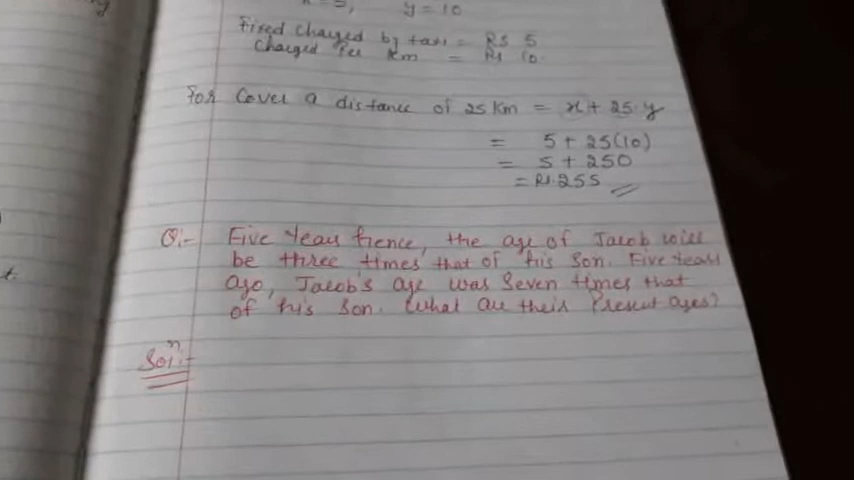 x = 5, y = 10
Fixed charged by taxi = RS 5
Charged Per Km = Rs 10
For Cover a distance of 25 Km = x + 25.y
= 5 + 25(10)
= 5 + 250
= Rs.255
Q:- Five Years hence, the age of Jacob will
be three times that of his son. Five Years
ago, Jacob's age was Seven times that
of his son. What are their Present ages?
Solⁿ:-